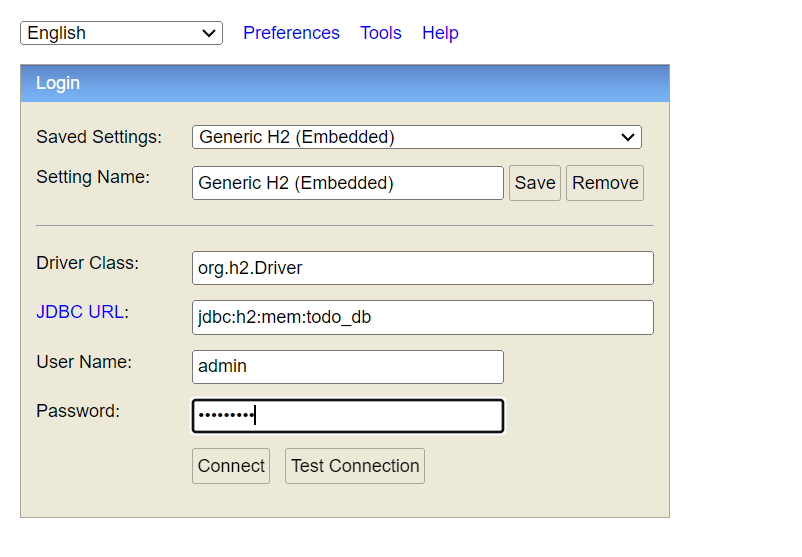 English Preferences Tools Help
Login
Saved Settings: Generic H2 (Embedded)
Setting Name: Generic H2 (Embedded) Save Remove
Driver Class: org.h2.Driver
JDBC URL: jdbc:h2:mem:todo_db
User Name: admin
Password: •••••••••
Connect Test Connection